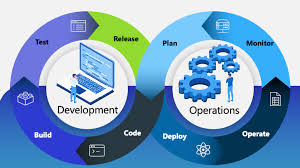 Test
Release
Plan
Monitor
Development
Operations
Build
Code
Deploy
Operate